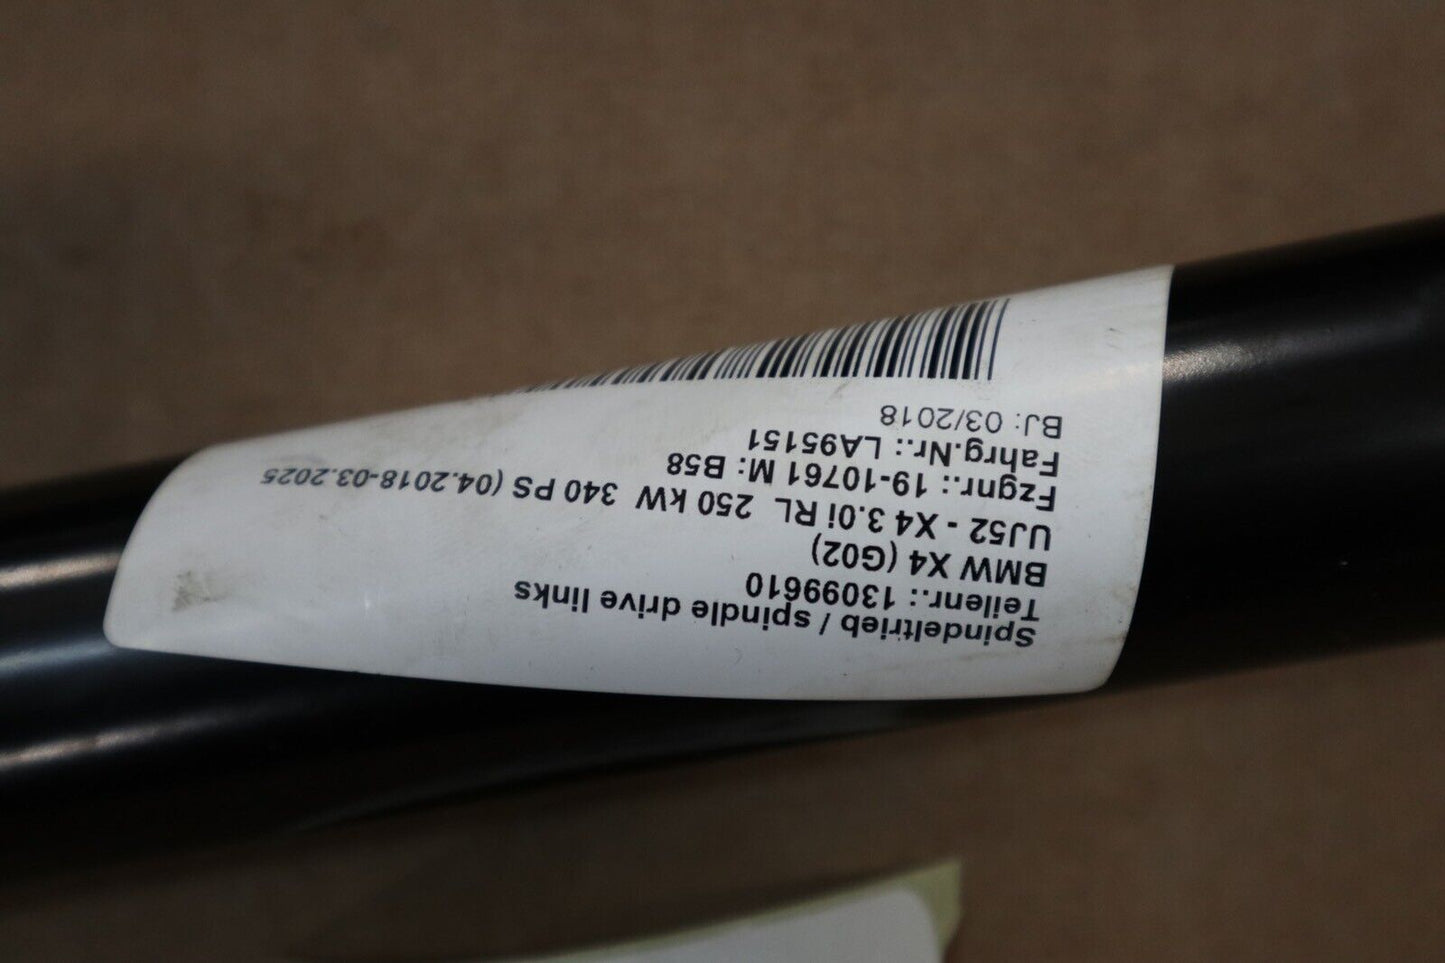 Spindeltrieb / spindle drive links
Teilenr.: 13099610
BMW X4 (G02)
UJ52 - X4 3.0i RL 250 kW 340 PS (04.2018-03.2025
Fzgnr.: 19-10761 M: B58
Fahrg.Nr.: LA95151
BJ: 03/2018